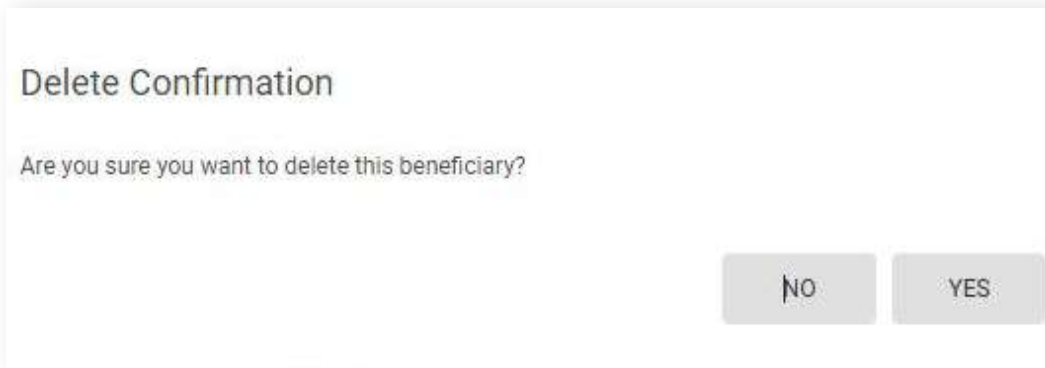 Delete Confirmation
Are you sure you want to delete this beneficiary?
NO YES